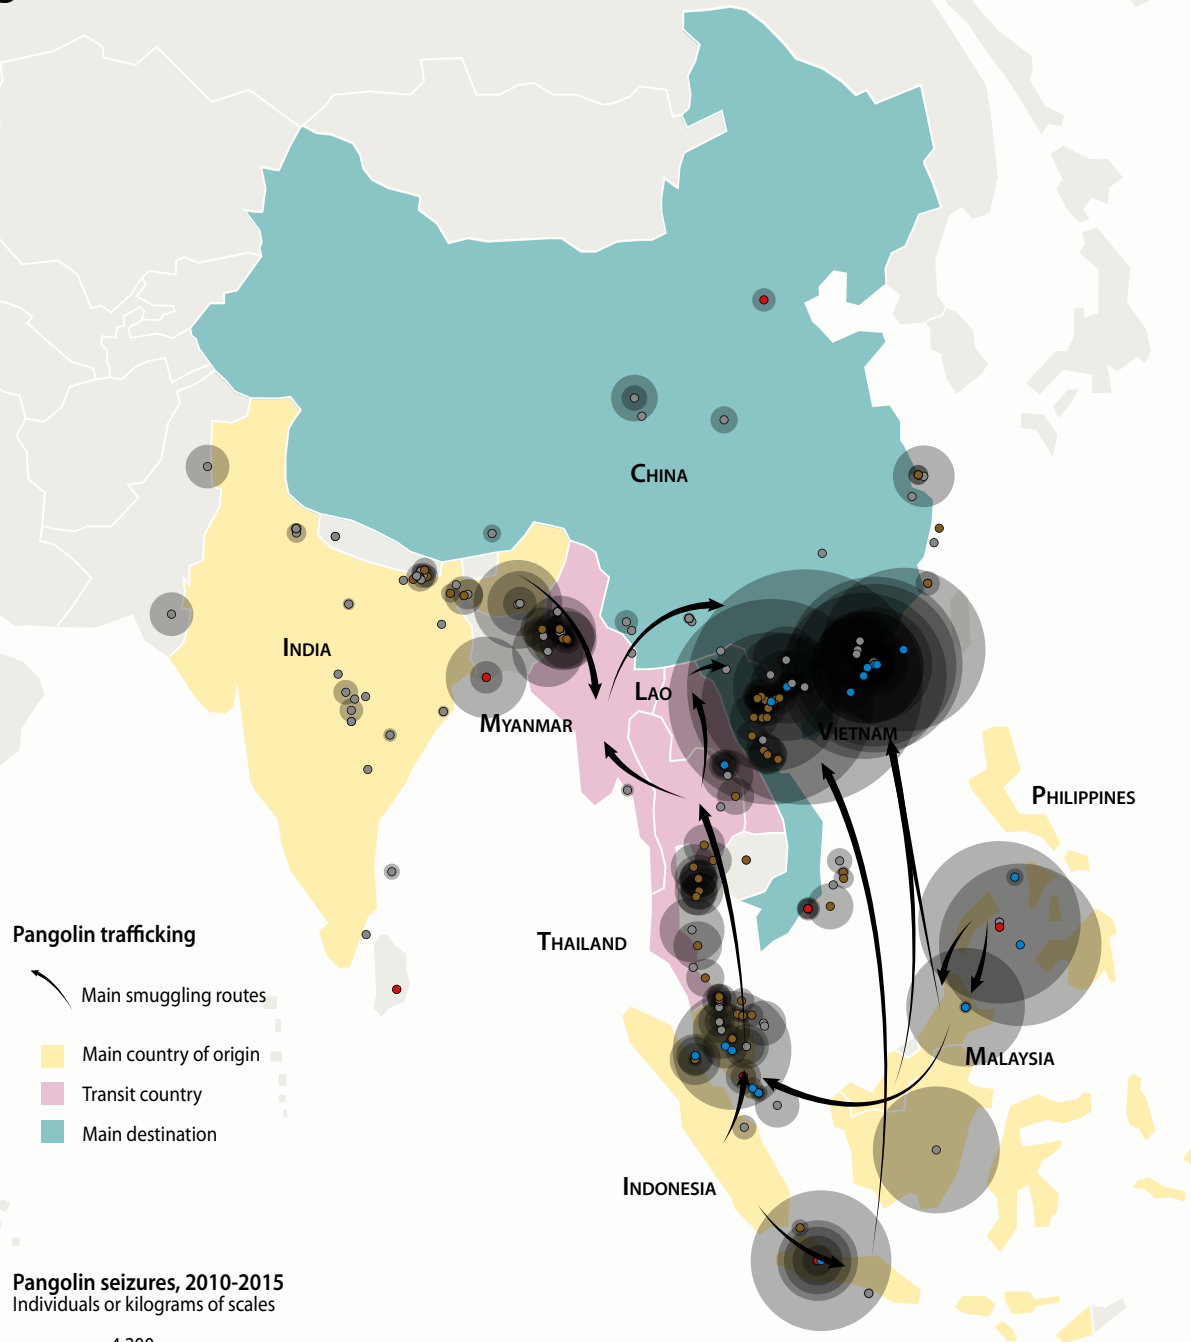 China
India
Lao
Myanmar
Vietnam
Philippines
Thailand
Malaysia
Indonesia
Pangolin trafficking
Main smuggling routes
Main country of origin
Transit country
Main destination
Pangolin seizures, 2010-2015
Individuals or kilograms of scales